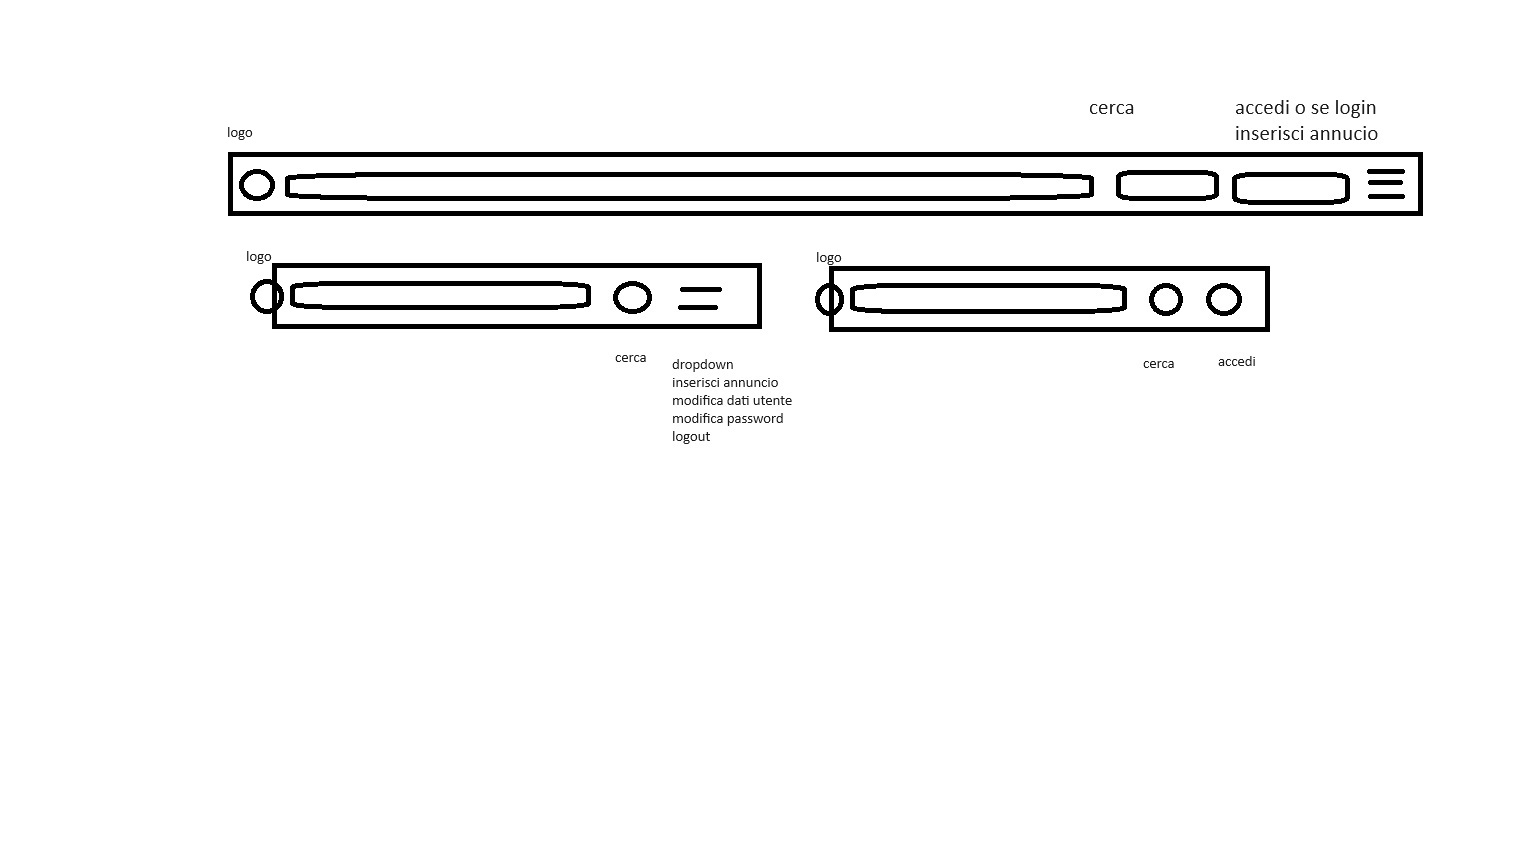 cerca
accedi o se login
inserisci annucio
logo
logo
logo
cerca
dropdown
inserisci annuncio
modifica dati utente
modifica password
logout
cerca
accedi